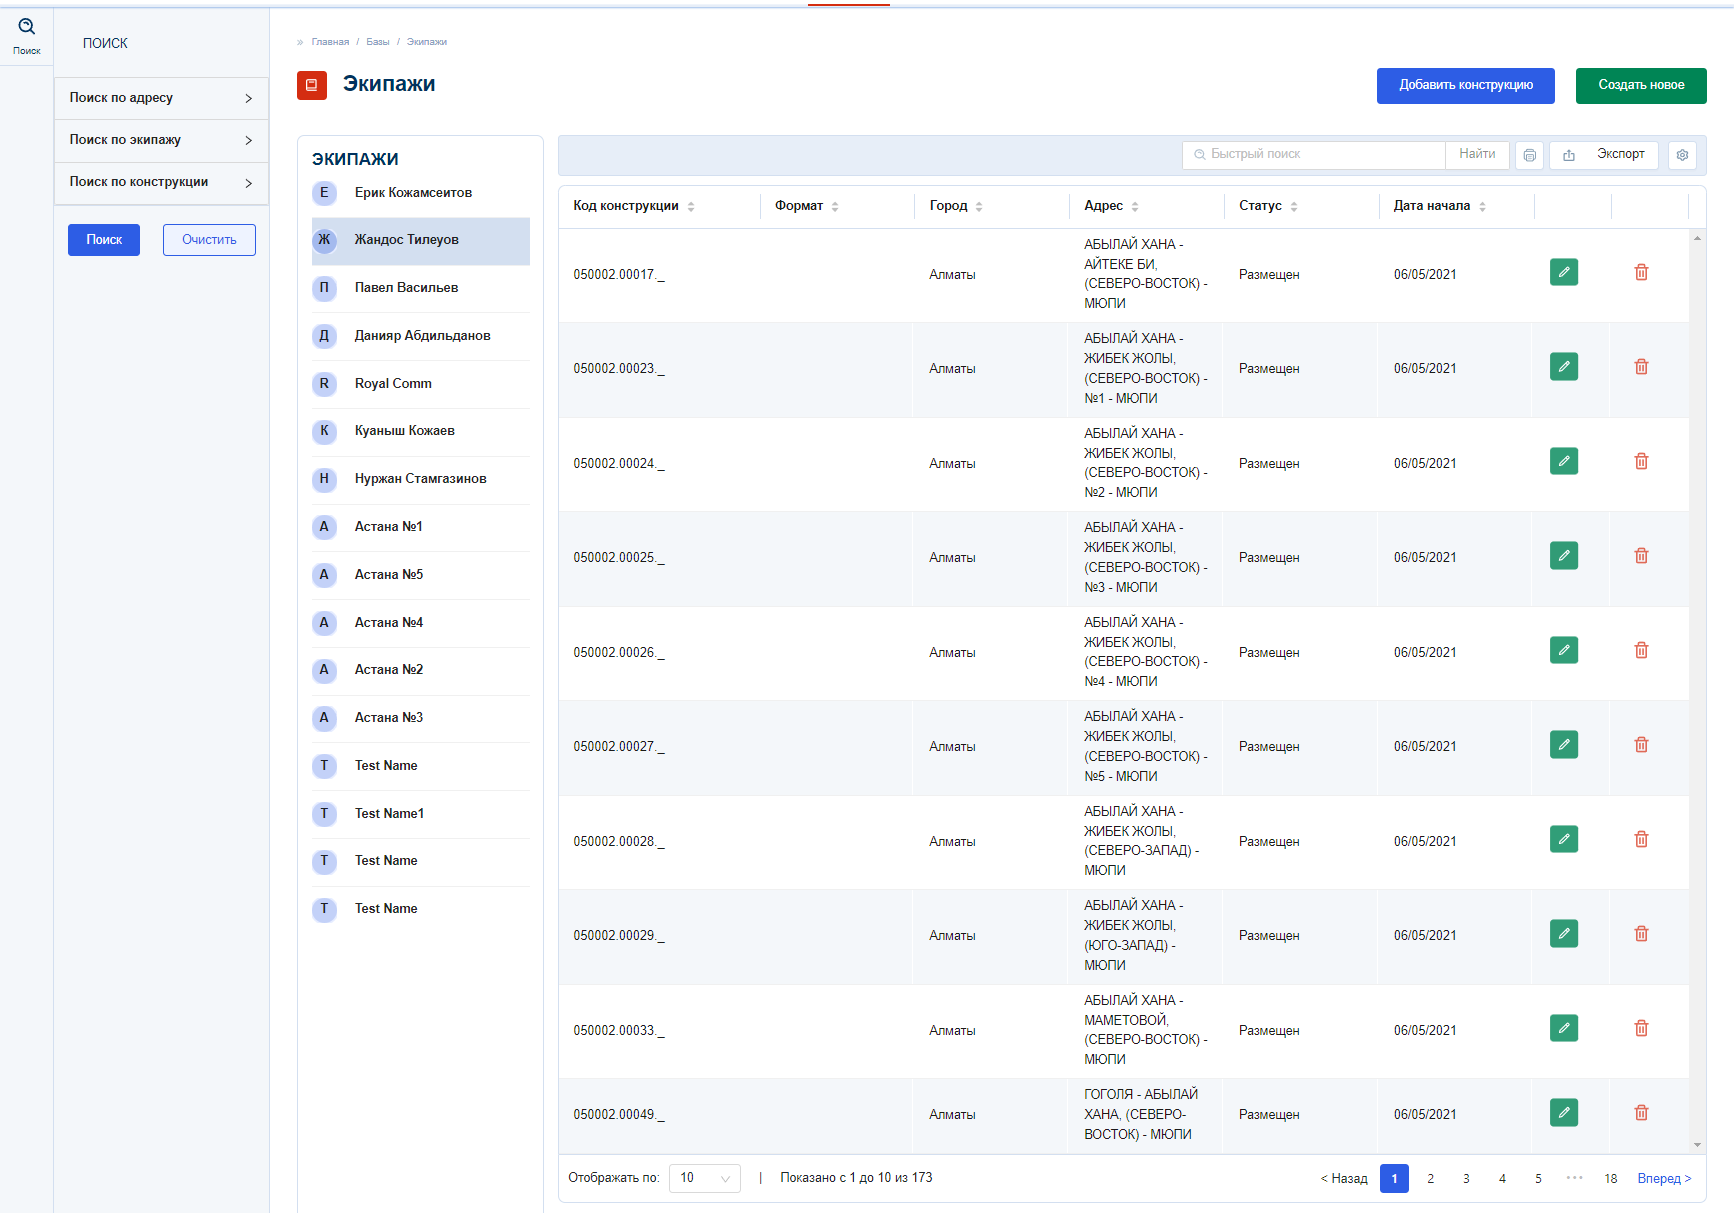 Поиск
ПОИСК
Поиск по адресу
Поиск по экипажу
Поиск по конструкции
Поиск
Очистить
» Главная / Базы / Экипажи
Экипажи
Добавить конструкцию
Создать новое
ЭКИПАЖИ
Е Ерик Кожамсеитов
Ж Жандос Тилеуов
П Павел Васильев
Д Данияр Абдильданов
R Royal Comm
К Куаныш Кожаев
Н Нуржан Стамгазинов
А Астана №1
А Астана №5
А Астана №4
А Астана №2
А Астана №3
T Test Name
T Test Name1
T Test Name
T Test Name
Быстрый поиск
Найти
Экспорт
Код конструкции Формат Город Адрес Статус Дата начала
АБЫЛАЙ ХАНА -
АЙТЕКЕ БИ,
050002.00017._ Алматы Размещен 06/05/2021
(СЕВЕРО-ВОСТОК) -
МЮПИ
АБЫЛАЙ ХАНА -
ЖИБЕК ЖОЛЫ,
050002.00023._ Алматы Размещен 06/05/2021
(СЕВЕРО-ВОСТОК) -
№1 - МЮПИ
АБЫЛАЙ ХАНА -
ЖИБЕК ЖОЛЫ,
050002.00024._ Алматы Размещен 06/05/2021
(СЕВЕРО-ВОСТОК) -
№2 - МЮПИ
АБЫЛАЙ ХАНА -
ЖИБЕК ЖОЛЫ,
050002.00025._ Алматы Размещен 06/05/2021
(СЕВЕРО-ВОСТОК) -
№3 - МЮПИ
АБЫЛАЙ ХАНА -
ЖИБЕК ЖОЛЫ,
050002.00026._ Алматы Размещен 06/05/2021
(СЕВЕРО-ВОСТОК) -
№4 - МЮПИ
АБЫЛАЙ ХАНА -
ЖИБЕК ЖОЛЫ,
050002.00027._ Алматы Размещен 06/05/2021
(СЕВЕРО-ВОСТОК) -
№5 - МЮПИ
АБЫЛАЙ ХАНА -
ЖИБЕК ЖОЛЫ,
050002.00028._ Алматы Размещен 06/05/2021
(СЕВЕРО-ЗАПАД) -
МЮПИ
АБЫЛАЙ ХАНА -
ЖИБЕК ЖОЛЫ,
050002.00029._ Алматы Размещен 06/05/2021
(ЮГО-ЗАПАД) -
МЮПИ
АБЫЛАЙ ХАНА -
МАМЕТОВОЙ,
050002.00033._ Алматы Размещен 06/05/2021
(СЕВЕРО-ВОСТОК) -
МЮПИ
ГОГОЛЯ - АБЫЛАЙ
050002.00049._ Алматы ХАНА, (СЕВЕРО- Размещен 06/05/2021
ВОСТОК) - МЮПИ
Отображать по: 10 | Показано с 1 до 10 из 173
< Назад 1 2 3 4 5 ••• 18 Вперед >